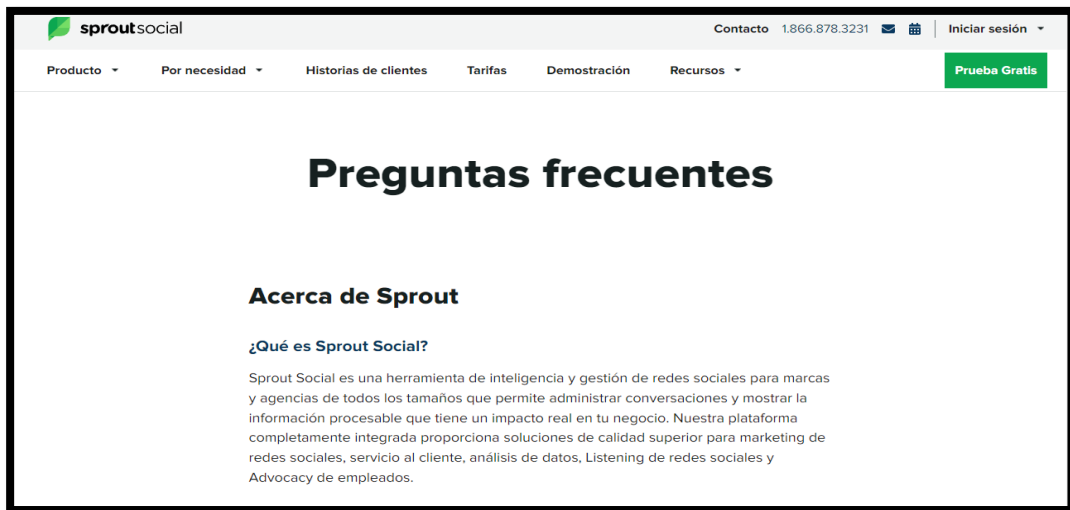 sproutsocial
Contacto 1.866.878.3231 Iniciar sesión
Producto Por necesidad Historias de clientes Tarifas Demostración Recursos Prueba Gratis
Preguntas frecuentes
Acerca de Sprout
¿Qué es Sprout Social?
Sprout Social es una herramienta de inteligencia y gestión de redes sociales para marcas
y agencias de todos los tamaños que permite administrar conversaciones y mostrar la
información procesable que tiene un impacto real en tu negocio. Nuestra plataforma
completamente integrada proporciona soluciones de calidad superior para marketing de
redes sociales, servicio al cliente, análisis de datos, Listening de redes sociales y
Advocacy de empleados.